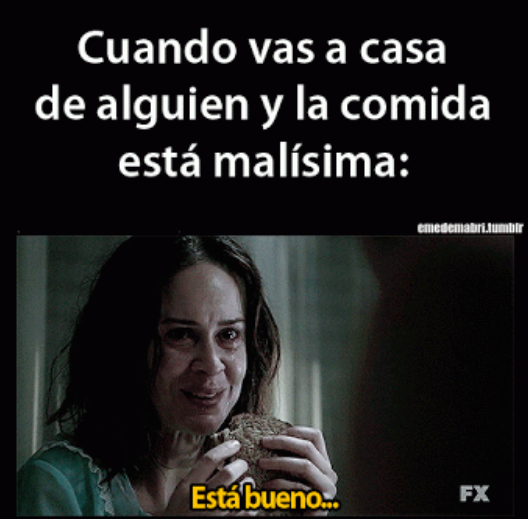 Cuando vas a casa
de alguien y la comida
está malísima:
emedemabri.tumblr
Está bueno...
FX